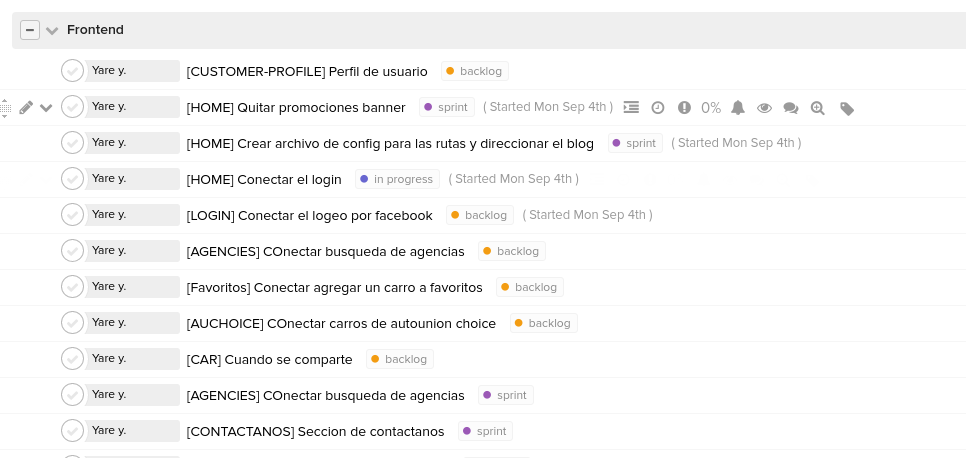 Frontend
Yare y. [CUSTOMER-PROFILE] Perfil de usuario backlog
Yare y. [HOME] Quitar promociones banner sprint ( Started Mon Sep 4th ) 0%
Yare y. [HOME] Crear archivo de config para las rutas y direccionar el blog sprint ( Started Mon Sep 4th )
Yare y. [HOME] Conectar el login in progress ( Started Mon Sep 4th )
Yare y. [LOGIN] Conectar el logeo por facebook backlog ( Started Mon Sep 4th )
Yare y. [AGENCIES] COnectar busqueda de agencias backlog
Yare y. [Favoritos] Conectar agregar un carro a favoritos backlog
Yare y. [AUCHOICE] COnectar carros de autounion choice backlog
Yare y. [CAR] Cuando se comparte backlog
Yare y. [AGENCIES] COnectar busqueda de agencias sprint
Yare y. [CONTACTANOS] Seccion de contactanos sprint